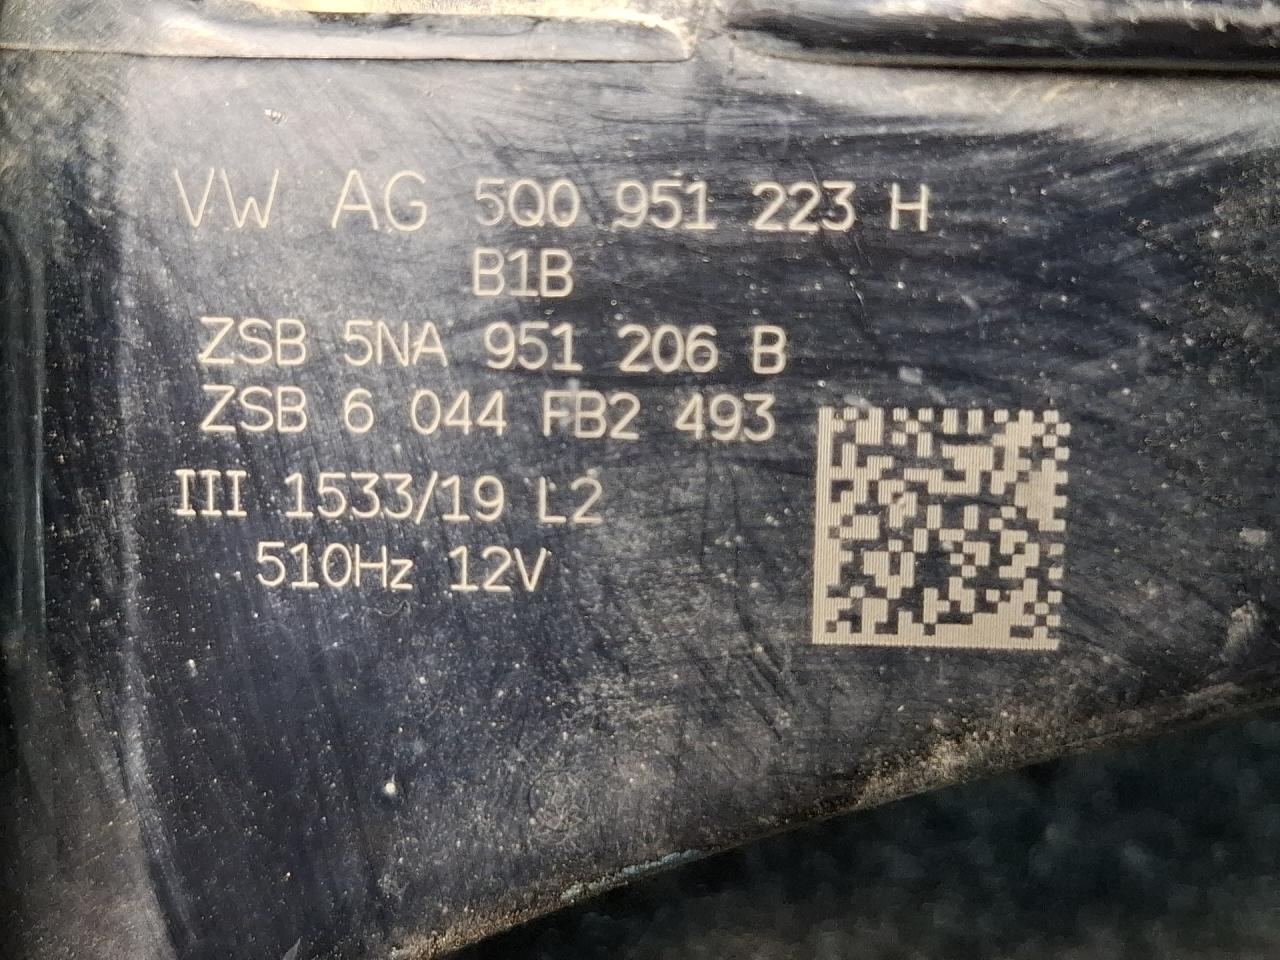 VW AG 5Q0 951 223 H
B1B
ZSB 5NA 951 206 B
ZSB 6 044 FB2 493
III 1533/19 L2
510Hz 12V